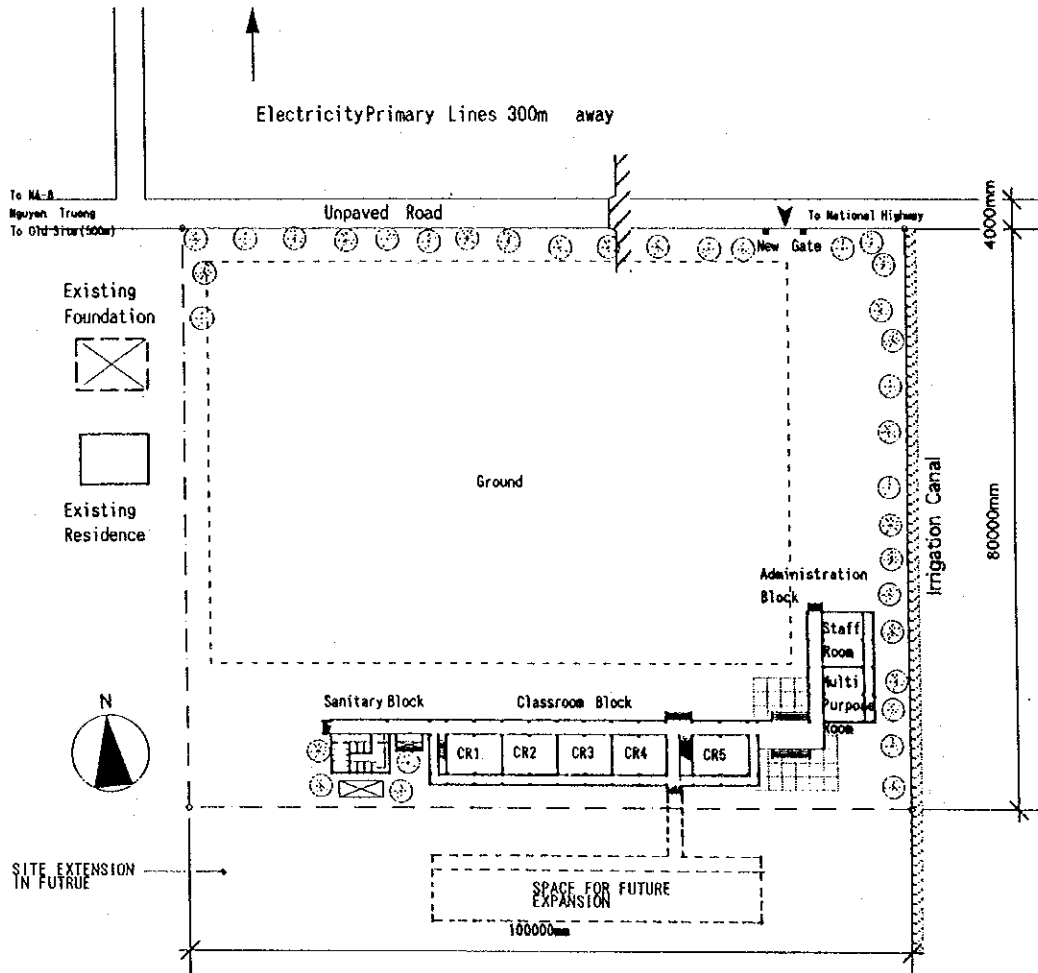 ElectricityPrimary Lines 300m away
To NA-8
Nguyen Truong
To Old Site(500m)
Unpaved Road
To National Highway
New Gate
4000mm
Existing
Foundation
Existing
Residence
Ground
Irrigation Canal
80000mm
Administration
Block
Staff
Room
Multi
Purpose
Room
N
Sanitary Block
Classroom Block
CR1
CR2
CR3
CR4
CR5
SITE EXTENSION
IN FUTRUE
SPACE FOR FUTURE
EXPANSION
100000mm